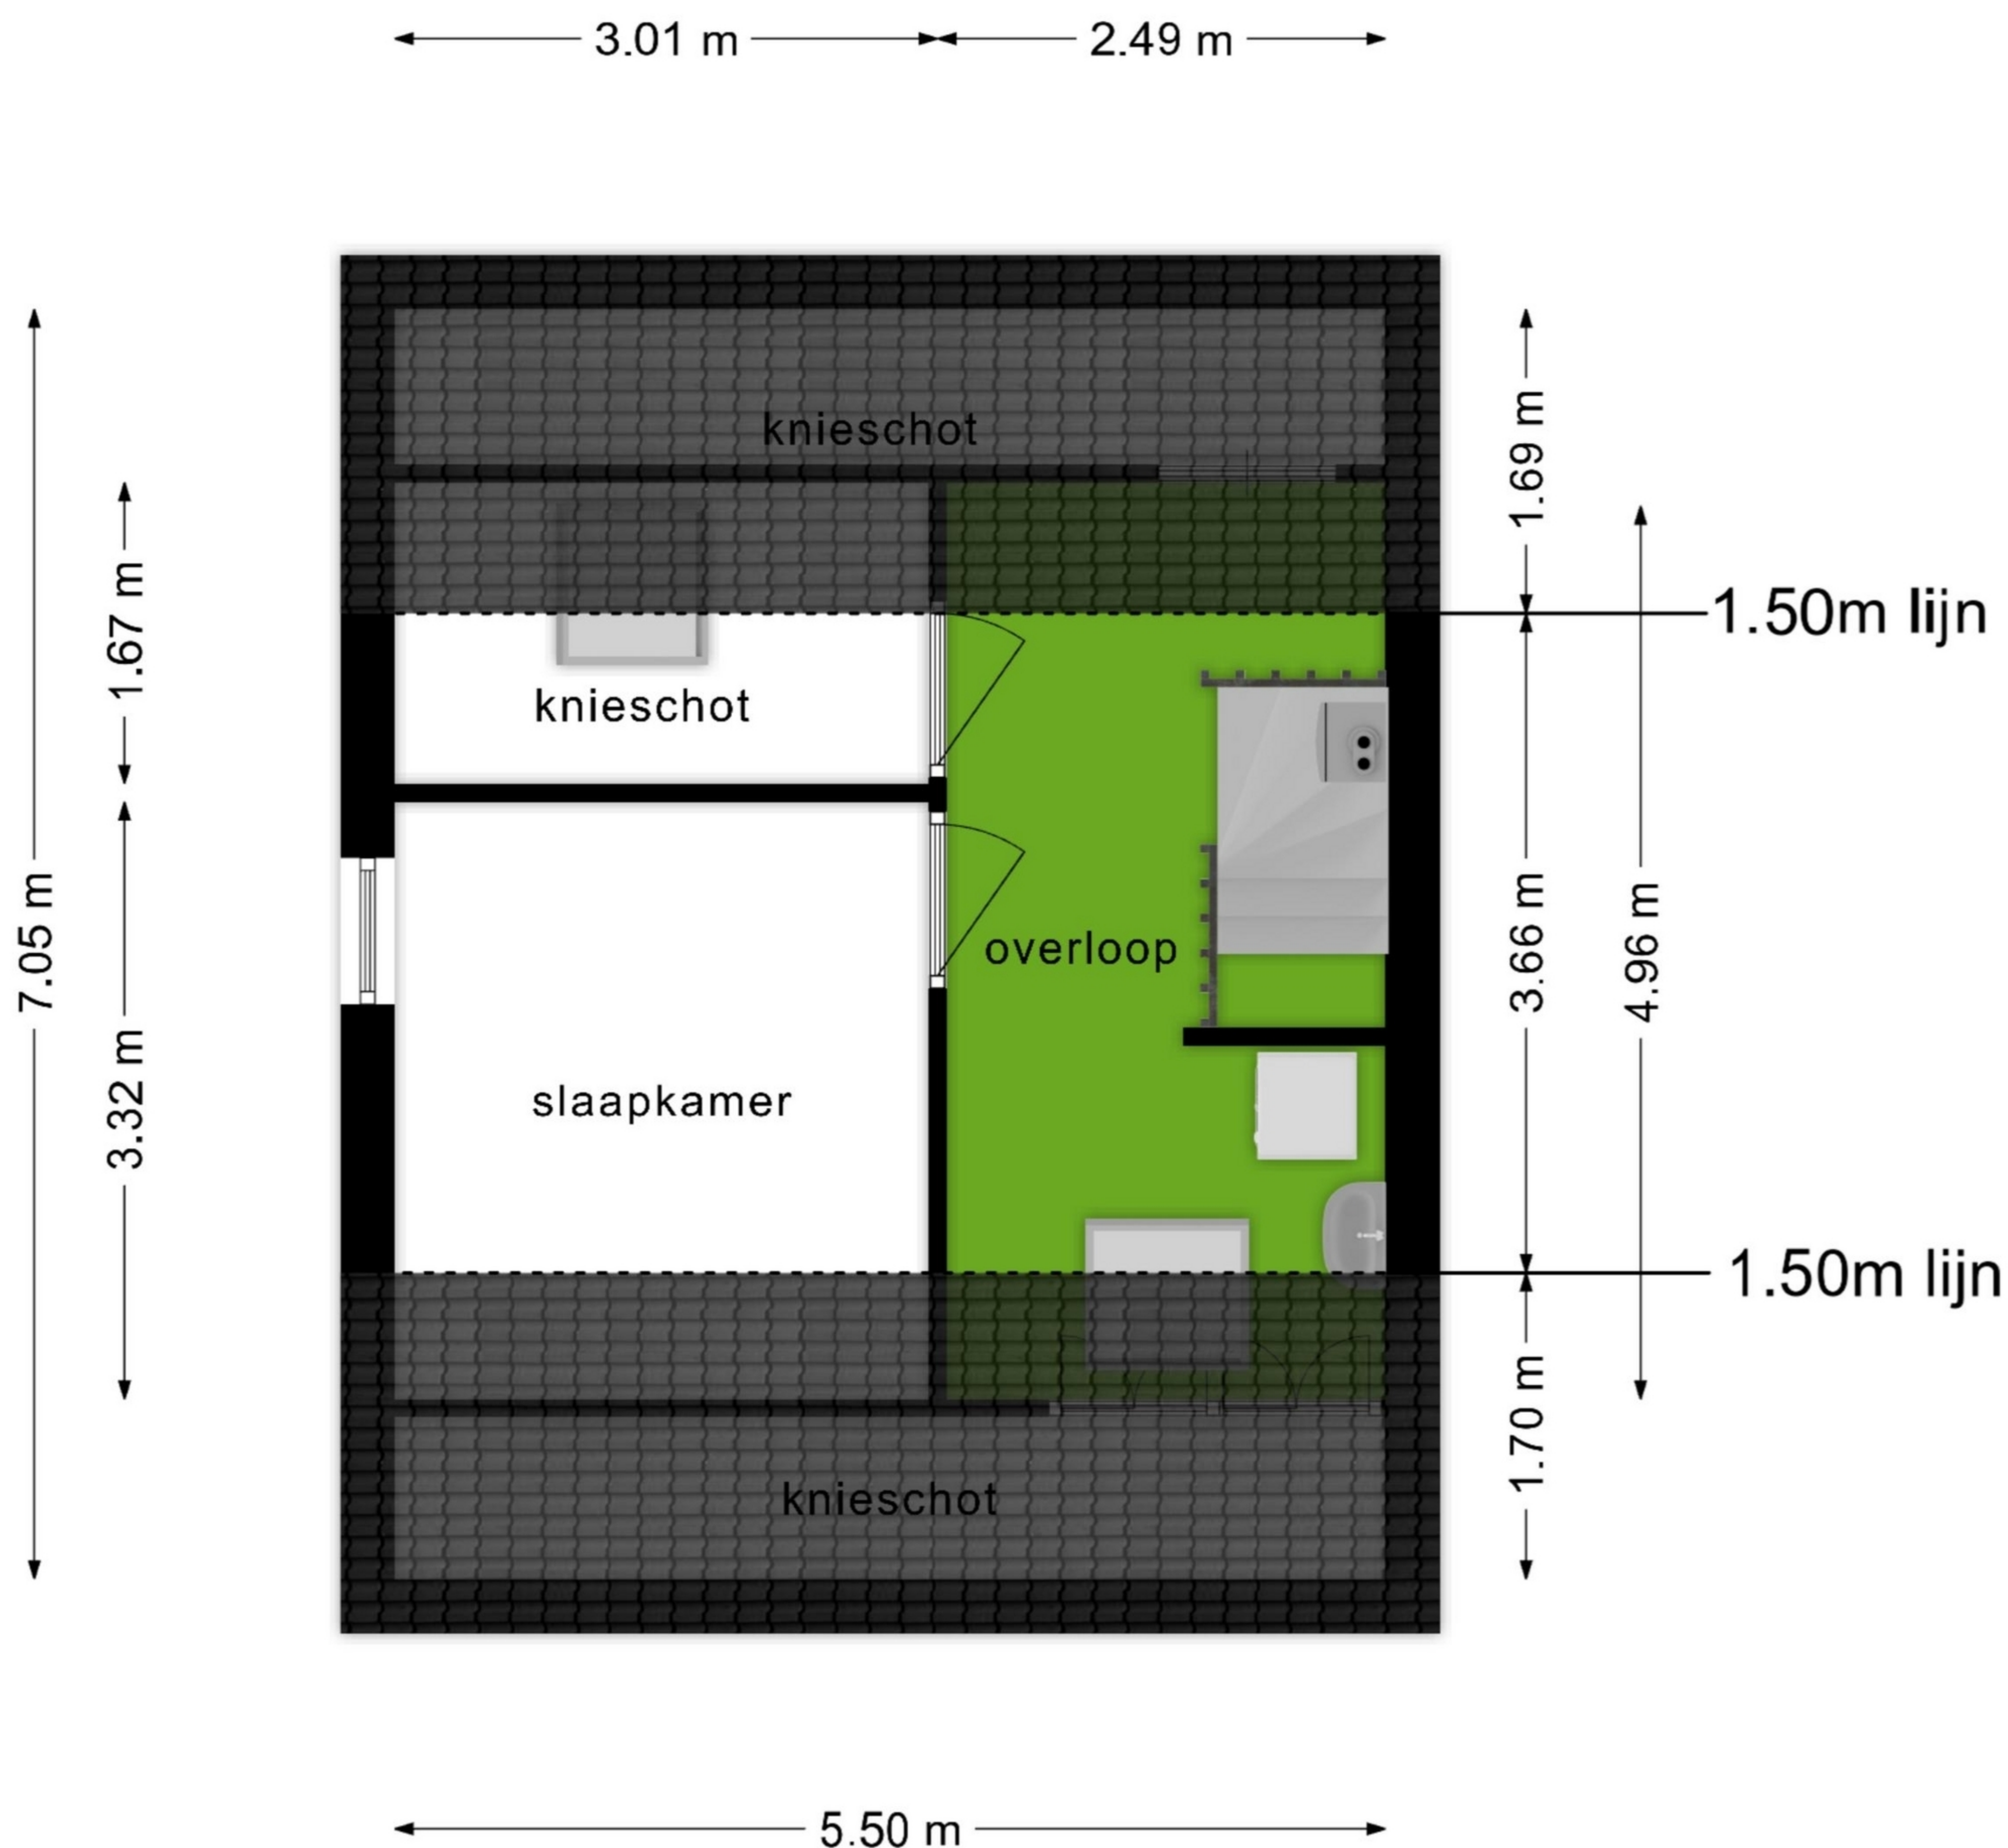 3.01 m
2.49 m
knieschot
1.69 m
1.67 m
1.50m lijn
knieschot
7.05 m
overloop
3.66 m
4.96 m
3.32 m
slaapkamer
1.50m lijn
1.70 m
knieschot
5.50 m